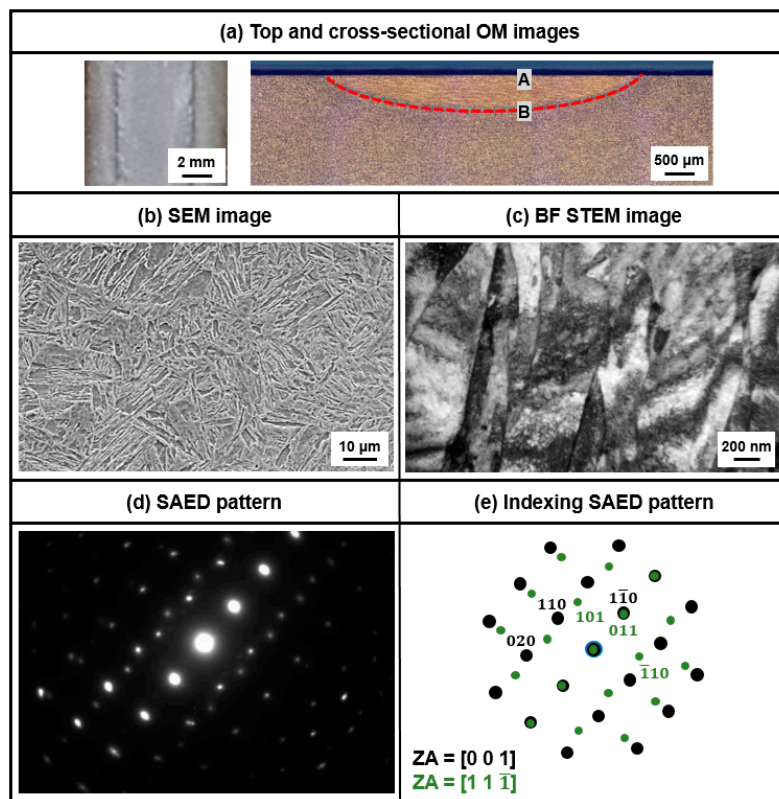 (a) Top and cross-sectional OM images
A
B
2 mm
500 µm
(b) SEM image
(c) BF STEM image
10 µm
200 nm
(d) SAED pattern
(e) Indexing SAED pattern
11̅0
110
101
011
020
1̅10
ZA = [0 0 1]
ZA = [1 1 1̅]